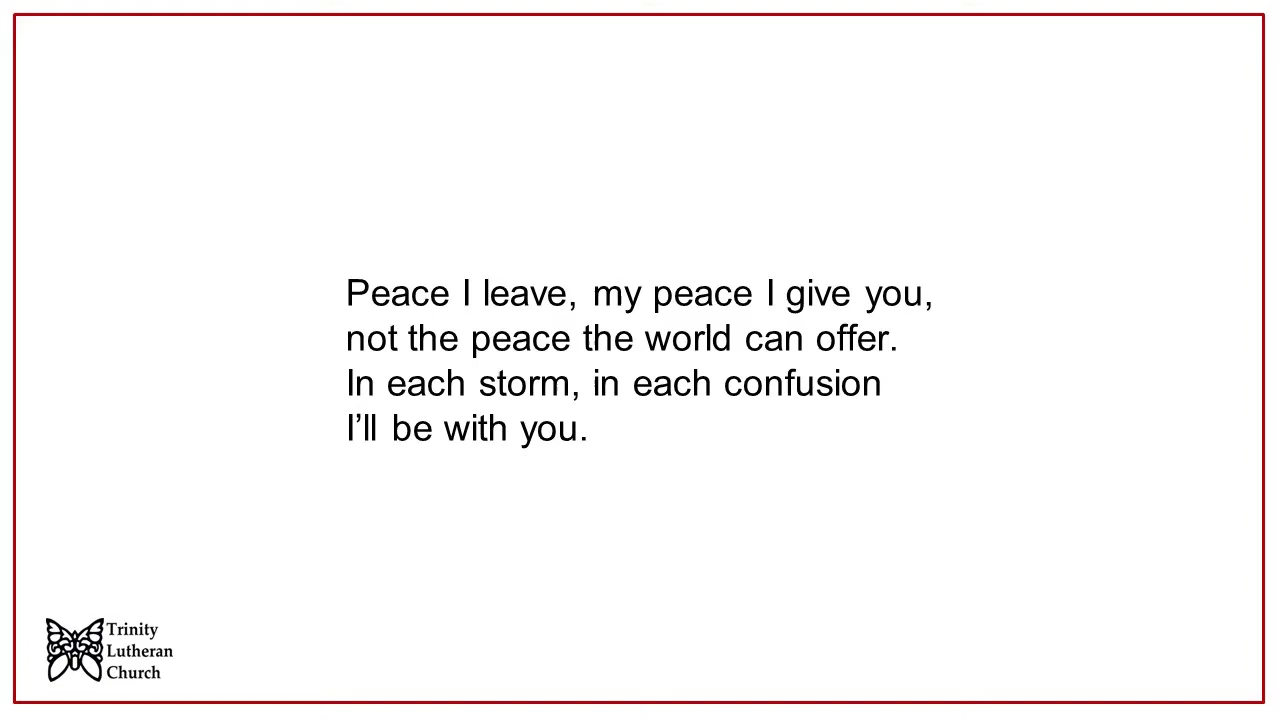 Peace I leave, my peace I give you,
not the peace the world can offer.
In each storm, in each confusion
I’ll be with you.
Trinity
Lutheran
Church